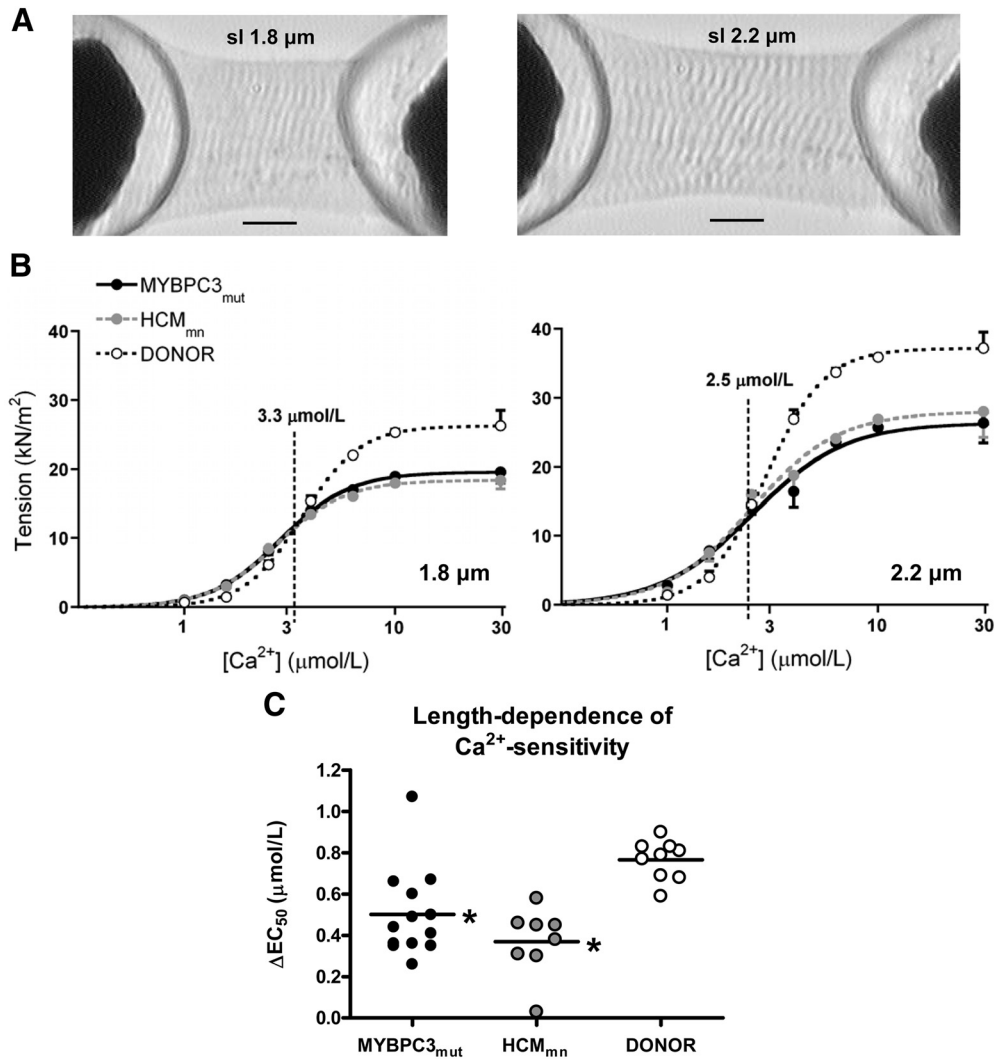 A
sl 1.8 μm
sl 2.2 μm
B
MYBPC3mut
HCMmn
DONOR
40
30
20
10
0
Tension (kN/m2)
3.3 μmol/L
1.8 μm
1
3
10
30
[Ca2+] (μmol/L)
40
30
20
10
0
2.5 μmol/L
2.2 μm
1
3
10
30
[Ca2+] (μmol/L)
C
Length-dependence of
Ca2+-sensitivity
1.2
1.0
0.8
0.6
0.4
0.2
0.0
ΔEC50 (μmol/L)
*
*
MYBPC3mut
HCMmn
DONOR